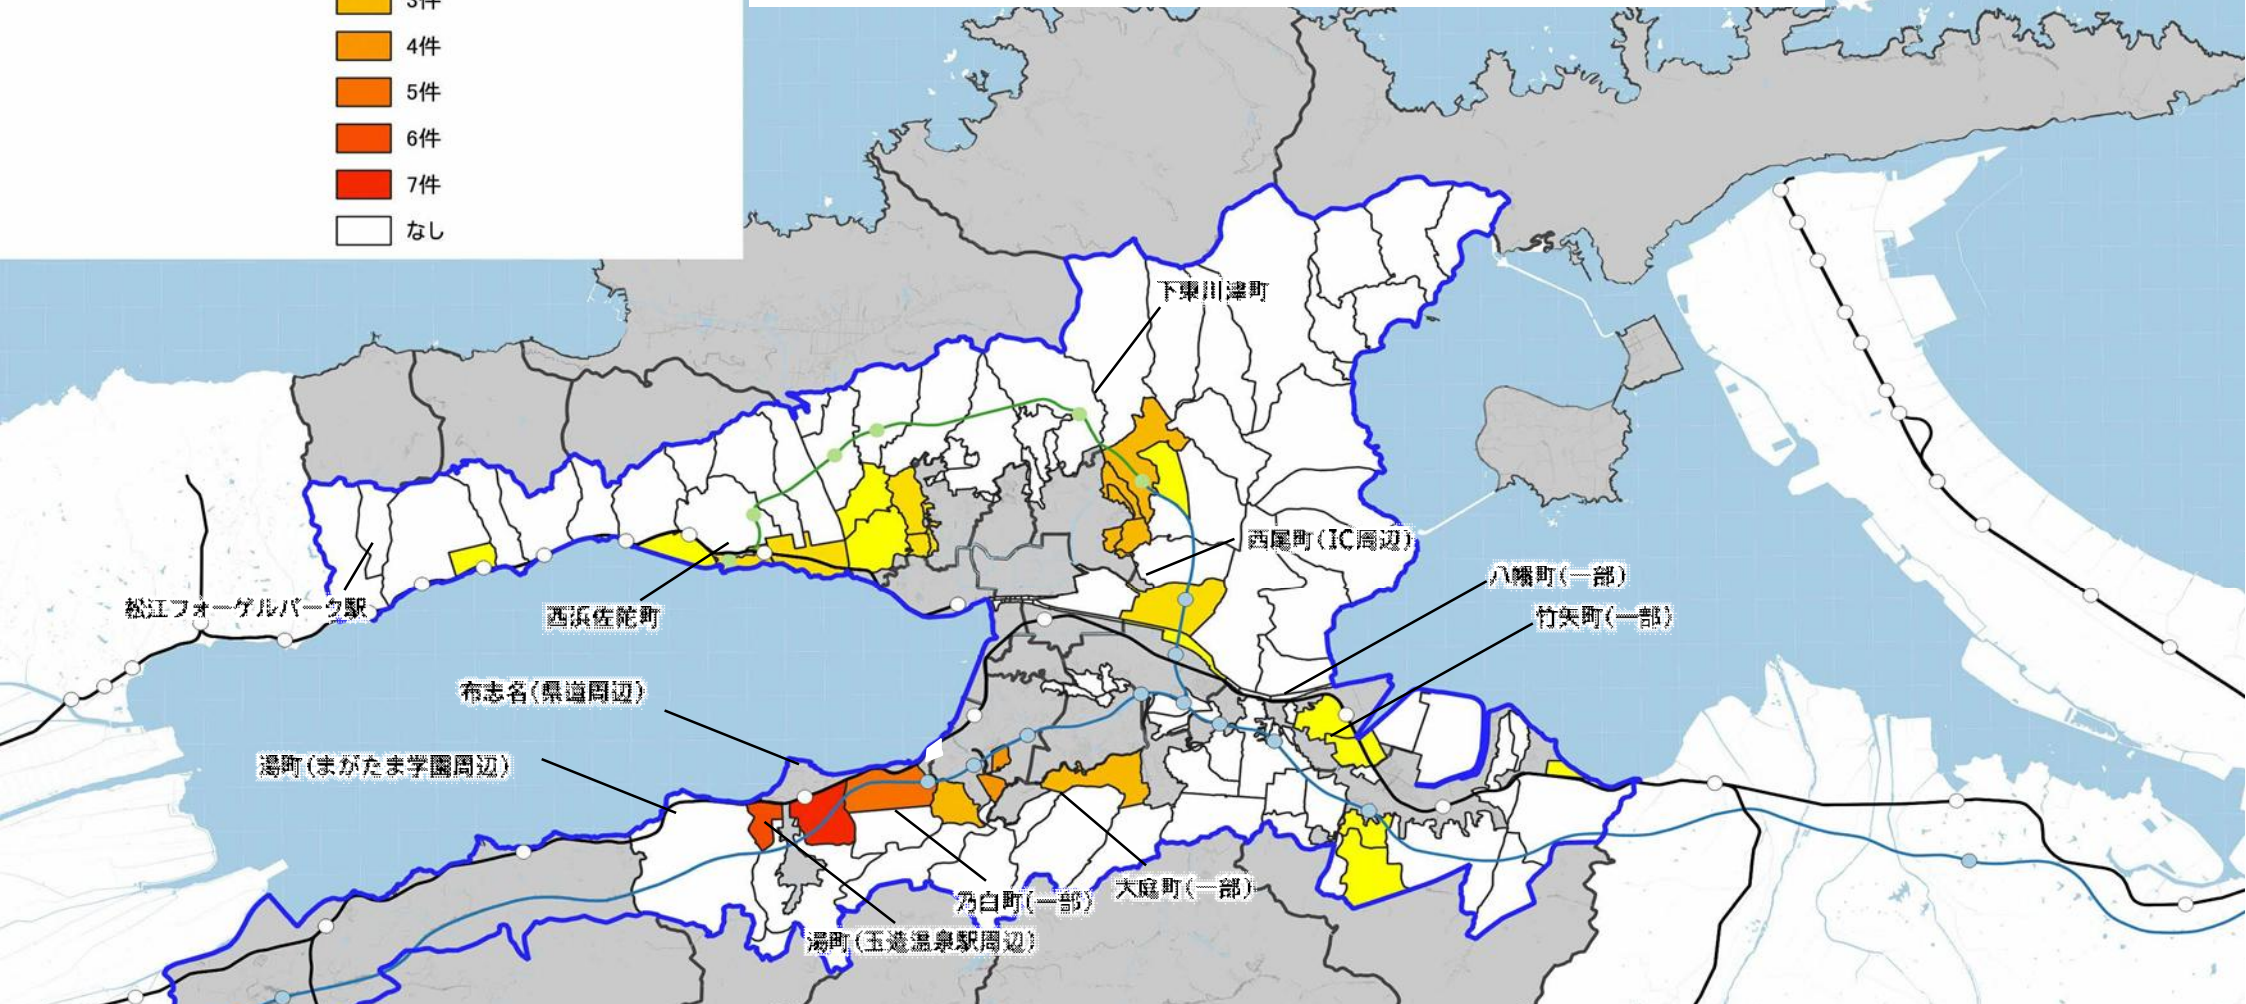 3件
4件
5件
6件
7件
なし
下東川津町
西尾町(IC周辺)
八幡町(一部)
松江フォーゲルパーク駅
西浜佐陀町
竹矢町(一部)
布志名(県道周辺)
湯町(まがたま学園周辺)
大庭町(一部)
乃白町(一部)
湯町(玉造温泉駅周辺)